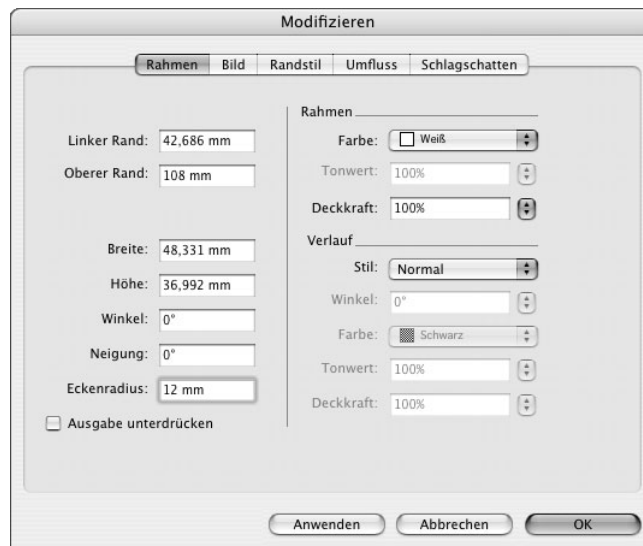 Modifizieren
Rahmen Bild Randstil Umfluss Schlagschatten
Linker Rand: 42,686 mm
Oberer Rand: 108 mm
Breite: 48,331 mm
Höhe: 36,992 mm
Winkel: 0°
Neigung: 0°
Eckenradius: 12 mm
Ausgabe unterdrücken
Rahmen
Farbe: Weiß
Tonwert: 100%
Deckkraft: 100%
Verlauf
Stil: Normal
Winkel: 0°
Farbe: Schwarz
Tonwert: 100%
Deckkraft: 100%
Anwenden Abbrechen OK